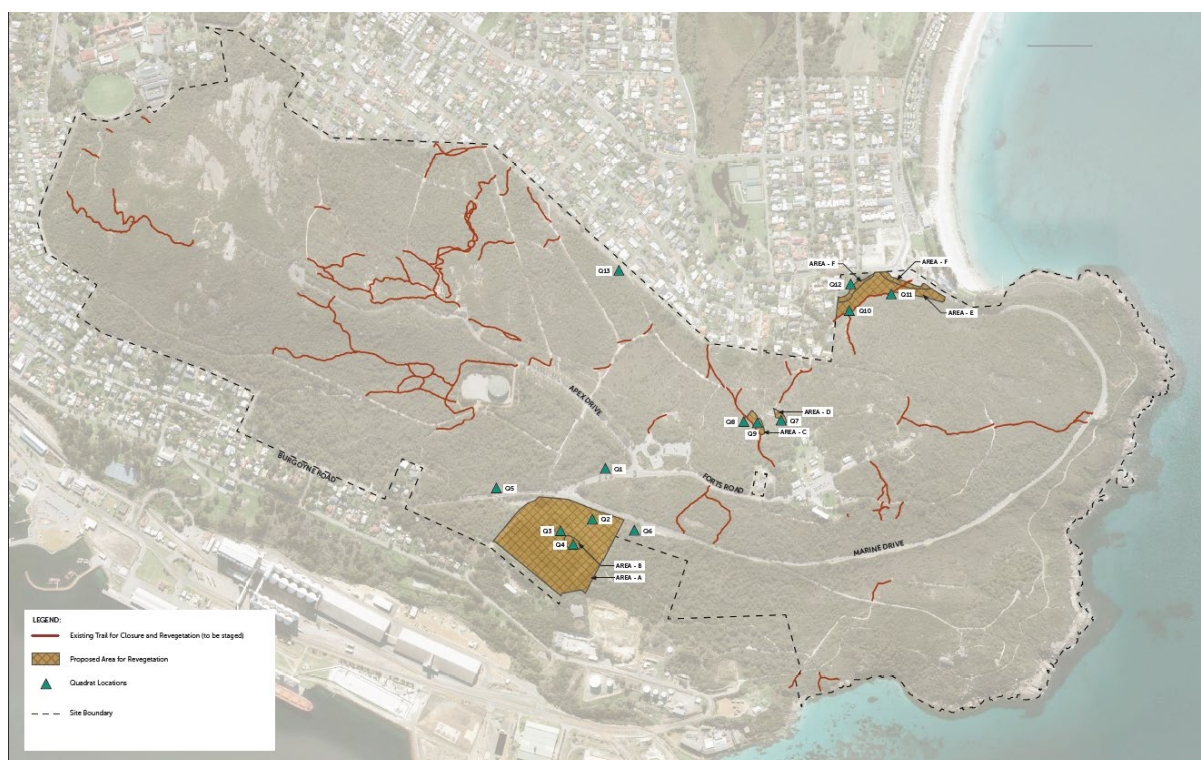 Q13
AREA - F
AREA - F
Q12
Q11
Q10
AREA - E
APEX DRIVE
AREA - D
Q8
Q7
Q9
AREA - C
BURGOYNE ROAD
Q1
FORTS ROAD
Q5
Q2
Q3
Q6
Q4
MARINE DRIVE
AREA - B
AREA - A
LEGEND:
Existing Trail for Closure and Revegetation (to be staged)
Proposed Area for Revegetation
Quadrat Locations
Site Boundary